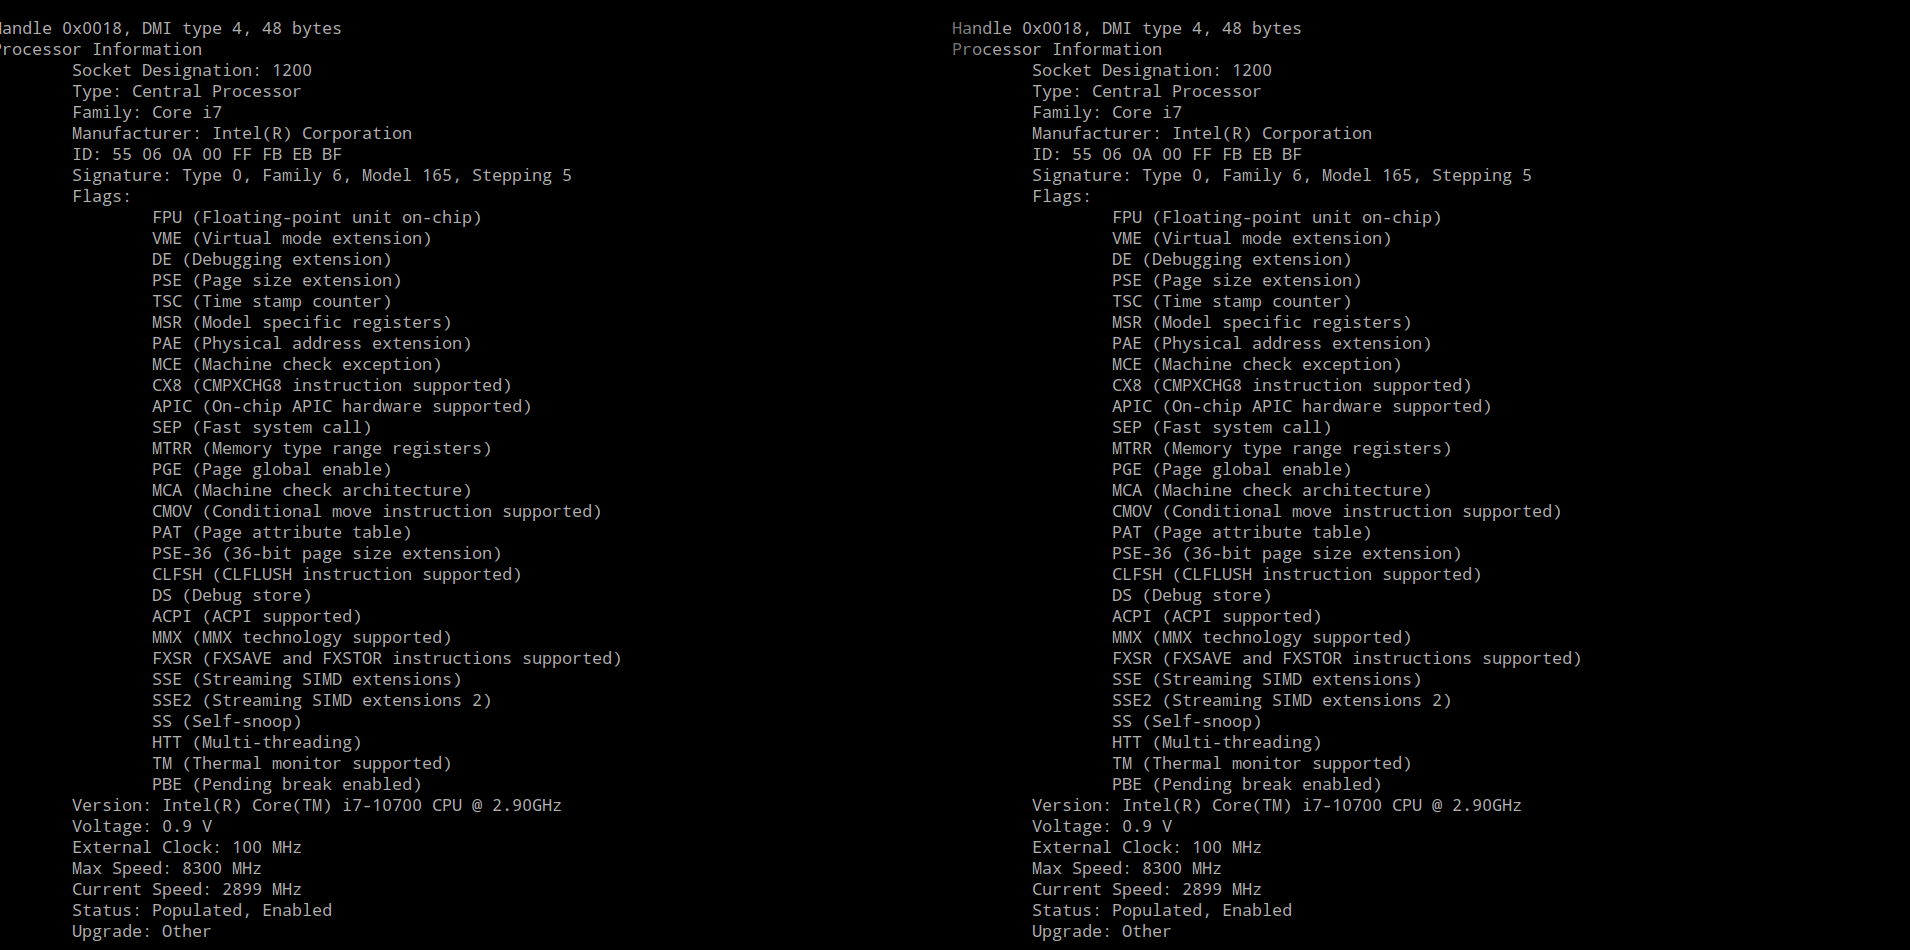 andle 0x0018, DMI type 4, 48 bytes
rocessor Information
Socket Designation: 1200
Type: Central Processor
Family: Core i7
Manufacturer: Intel(R) Corporation
ID: 55 06 0A 00 FF FB EB BF
Signature: Type 0, Family 6, Model 165, Stepping 5
Flags:
FPU (Floating-point unit on-chip)
VME (Virtual mode extension)
DE (Debugging extension)
PSE (Page size extension)
TSC (Time stamp counter)
MSR (Model specific registers)
PAE (Physical address extension)
MCE (Machine check exception)
CX8 (CMPXCHG8 instruction supported)
APIC (On-chip APIC hardware supported)
SEP (Fast system call)
MTRR (Memory type range registers)
PGE (Page global enable)
MCA (Machine check architecture)
CMOV (Conditional move instruction supported)
PAT (Page attribute table)
PSE-36 (36-bit page size extension)
CLFSH (CLFLUSH instruction supported)
DS (Debug store)
ACPI (ACPI supported)
MMX (MMX technology supported)
FXSR (FXSAVE and FXSTOR instructions supported)
SSE (Streaming SIMD extensions)
SSE2 (Streaming SIMD extensions 2)
SS (Self-snoop)
HTT (Multi-threading)
TM (Thermal monitor supported)
PBE (Pending break enabled)
Version: Intel(R) Core(TM) i7-10700 CPU @ 2.90GHz
Voltage: 0.9 V
External Clock: 100 MHz
Max Speed: 8300 MHz
Current Speed: 2899 MHz
Status: Populated, Enabled
Upgrade: Other
Handle 0x0018, DMI type 4, 48 bytes
Processor Information
Socket Designation: 1200
Type: Central Processor
Family: Core i7
Manufacturer: Intel(R) Corporation
ID: 55 06 0A 00 FF FB EB BF
Signature: Type 0, Family 6, Model 165, Stepping 5
Flags:
FPU (Floating-point unit on-chip)
VME (Virtual mode extension)
DE (Debugging extension)
PSE (Page size extension)
TSC (Time stamp counter)
MSR (Model specific registers)
PAE (Physical address extension)
MCE (Machine check exception)
CX8 (CMPXCHG8 instruction supported)
APIC (On-chip APIC hardware supported)
SEP (Fast system call)
MTRR (Memory type range registers)
PGE (Page global enable)
MCA (Machine check architecture)
CMOV (Conditional move instruction supported)
PAT (Page attribute table)
PSE-36 (36-bit page size extension)
CLFSH (CLFLUSH instruction supported)
DS (Debug store)
ACPI (ACPI supported)
MMX (MMX technology supported)
FXSR (FXSAVE and FXSTOR instructions supported)
SSE (Streaming SIMD extensions)
SSE2 (Streaming SIMD extensions 2)
SS (Self-snoop)
HTT (Multi-threading)
TM (Thermal monitor supported)
PBE (Pending break enabled)
Version: Intel(R) Core(TM) i7-10700 CPU @ 2.90GHz
Voltage: 0.9 V
External Clock: 100 MHz
Max Speed: 8300 MHz
Current Speed: 2899 MHz
Status: Populated, Enabled
Upgrade: Other